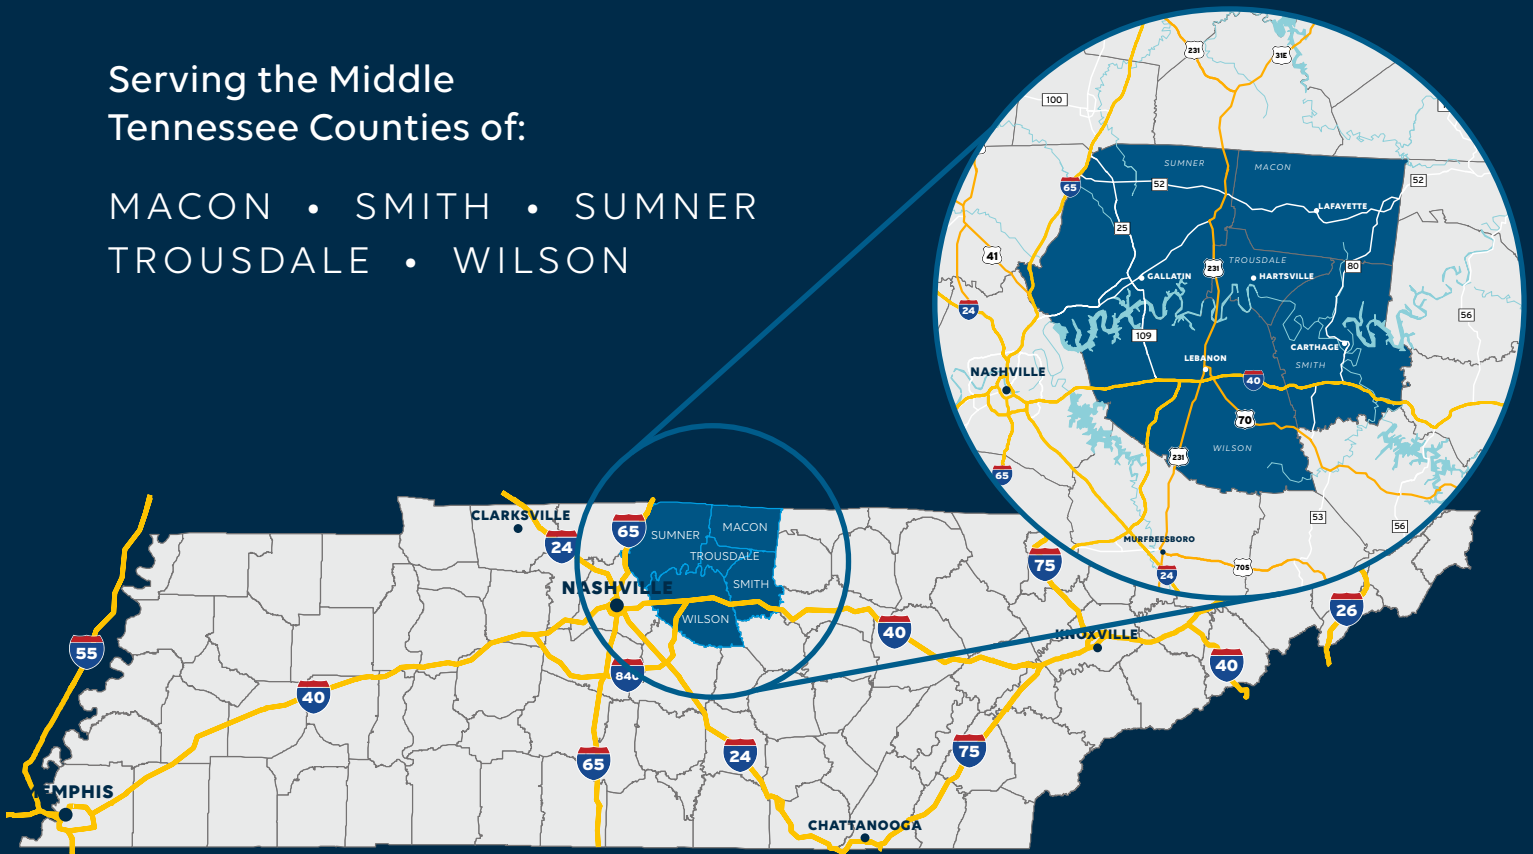 Serving the Middle
Tennessee Counties of:
MACON • SMITH • SUMNER
TROUSDALE • WILSON
231
31E
100
SUMNER
MACON
65
52
52
LAFAYETTE
25
41
TROUSDALE
231
80
GALLATIN
HARTSVILLE
24
56
109
CARTHAGE
LEBANON
SMITH
NASHVILLE
40
70
WILSON
231
65
53
56
MURFREESBORO
70S
24
CLARKSVILLE
65
24
SUMNER
MACON
TROUSDALE
SMITH
NASHVILLE
WILSON
75
26
55
40
KNOXVILLE
40
840
40
65
24
75
EMPHIS
CHATTANOOGA